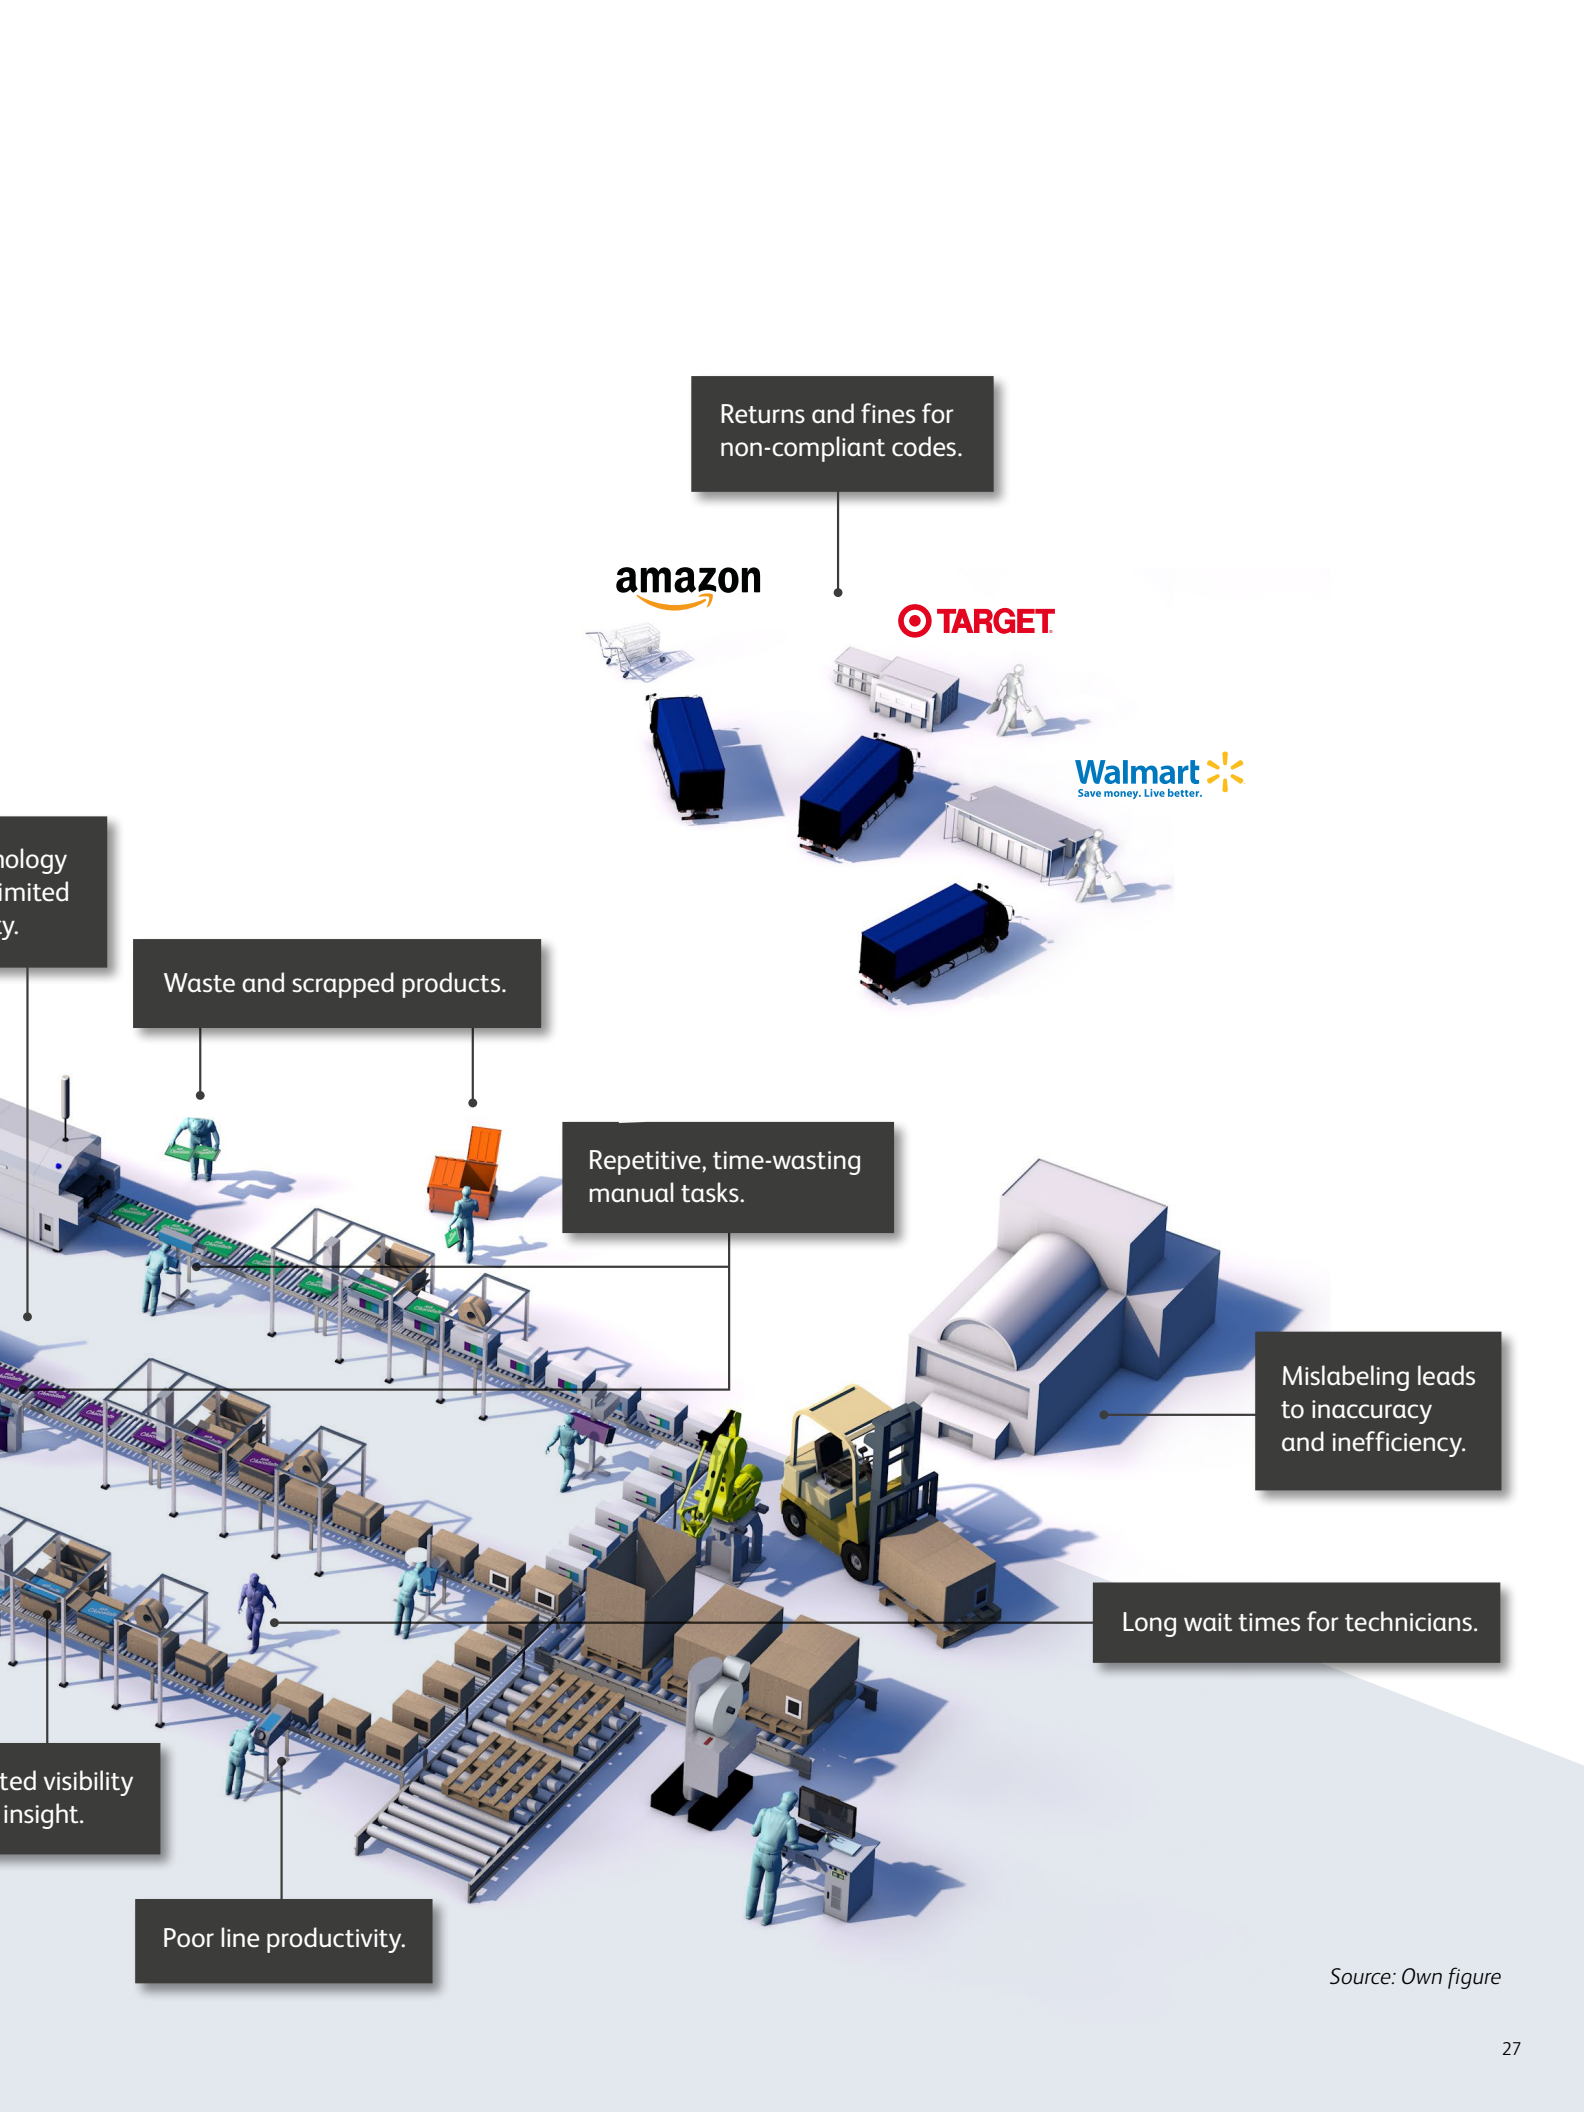 Returns and fines for
non-compliant codes.
amazon
TARGET
Walmart
Save money. Live better.
nology
imited
ty.
Waste and scrapped products.
Repetitive, time-wasting
manual tasks.
Mislabeling leads
to inaccuracy
and inefficiency.
Long wait times for technicians.
ted visibility
insight.
Poor line productivity.
Source: Own figure
27